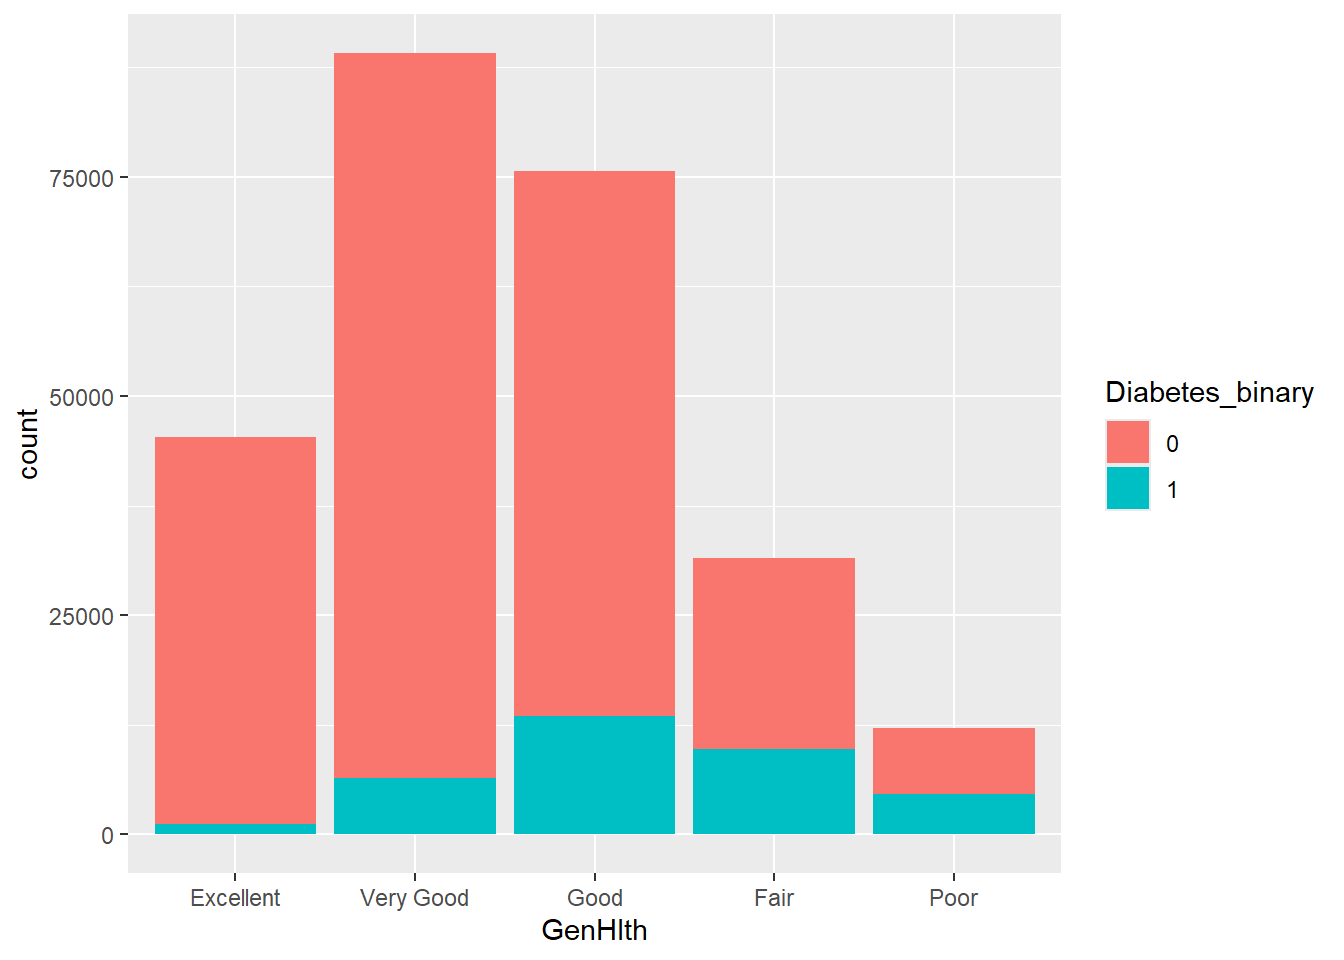 75000
50000
25000
0
count
Excellent
Very Good
Good
Fair
Poor
GenHlth
Diabetes_binary
0
1